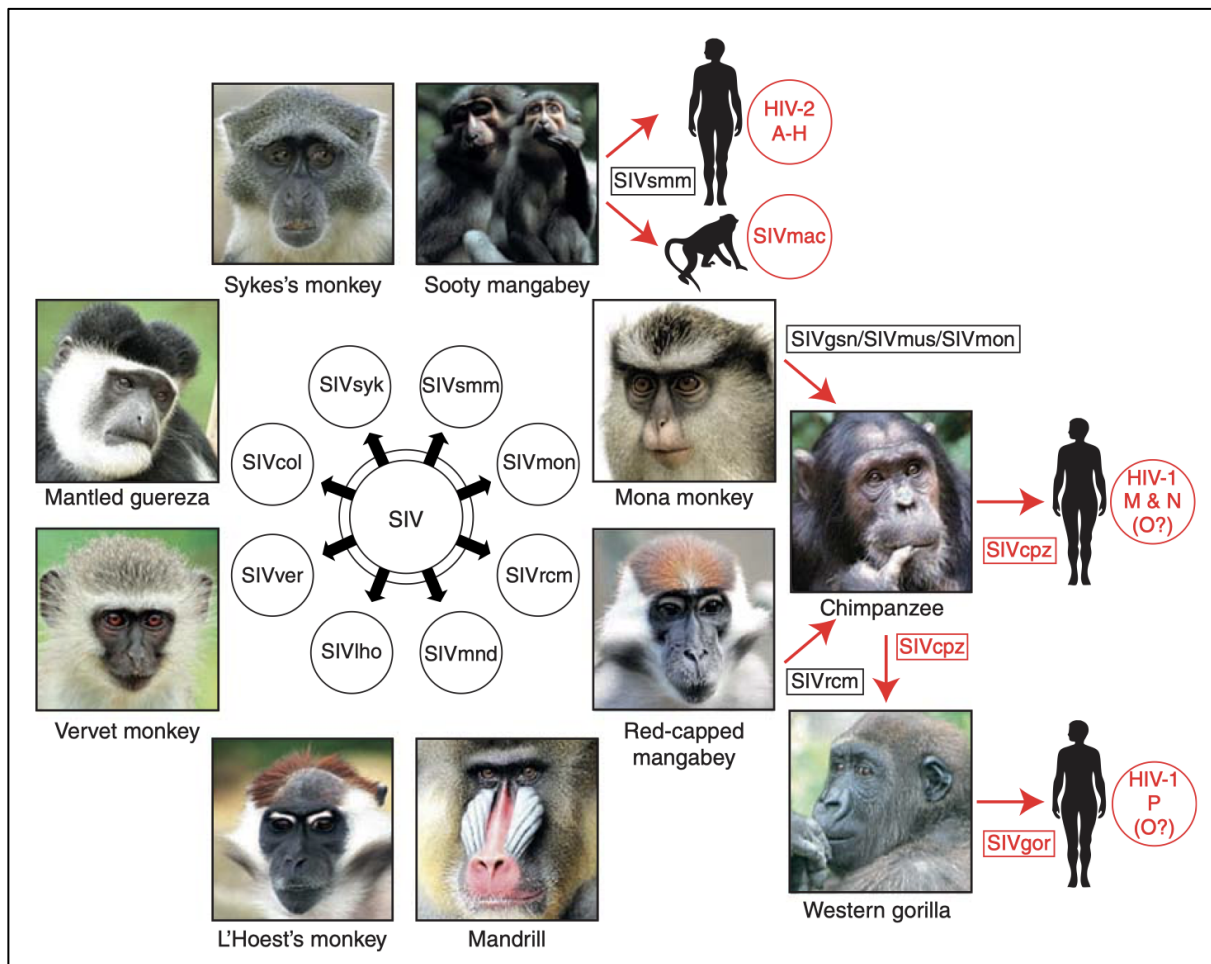 HIV-2
A-H
SIVsmm
SIVmac
Sykes's monkey
Sooty mangabey
SIVgsn/SIVmus/SIVmon
SIVsyk
SIVsmm
SIVcol
SIVmon
Mantled guereza
Mona monkey
SIV
HIV-1
M & N
(O?)
SIVcpz
SIVver
SIVrcm
Chimpanzee
SIVlho
SIVmnd
SIVcpz
SIVrcm
Vervet monkey
Red-capped
mangabey
HIV-1
P
(O?)
SIVgor
L'Hoest's monkey
Mandrill
Western gorilla